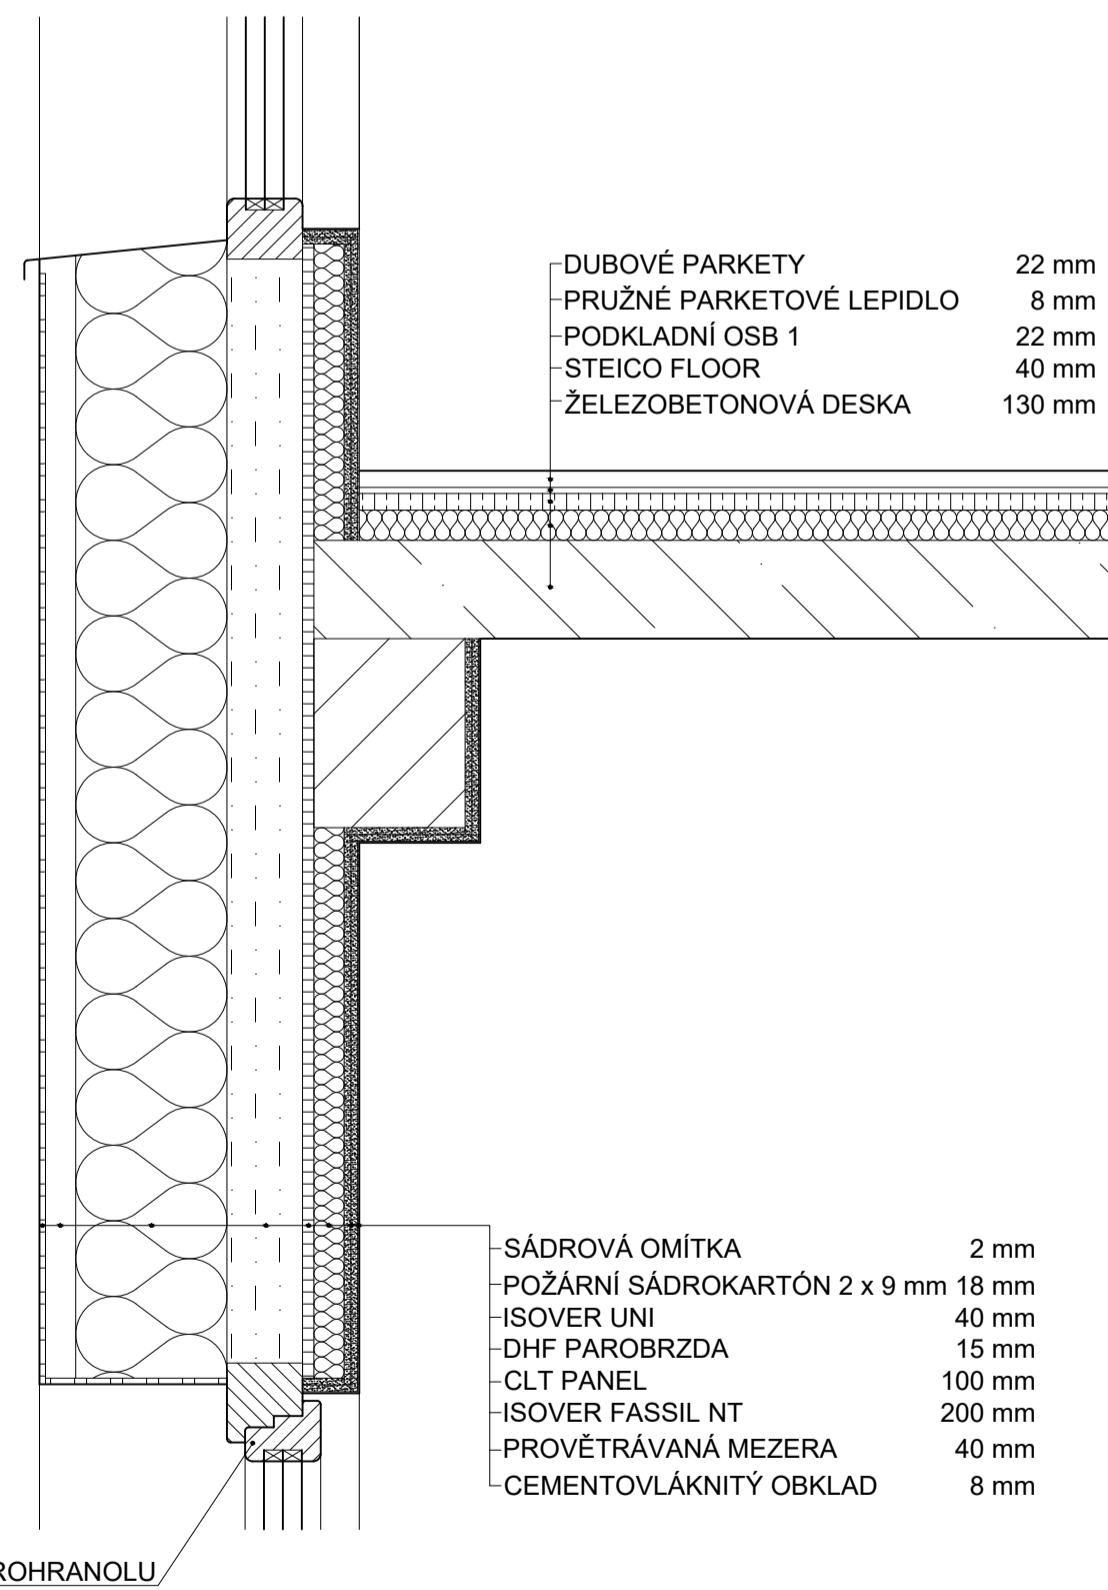 DUBOVÉ PARKETY 22 mm
PRUŽNÉ PARKETOVÉ LEPIDLO 8 mm
PODKLADNÍ OSB 1 22 mm
STEICO FLOOR 40 mm
ŽELEZOBETONOVÁ DESKA 130 mm
SÁDROVÁ OMÍTKA 2 mm
POŽÁRNÍ SÁDROKARTÓN 2 x 9 mm 18 mm
ISOVER UNI 40 mm
DHF PAROBRZDA 15 mm
CLT PANEL 100 mm
ISOVER FASSIL NT 200 mm
PROVĚTRÁVANÁ MEZERA 40 mm
CEMENTOVLÁKNITÝ OBKLAD 8 mm
ROHRANOLU